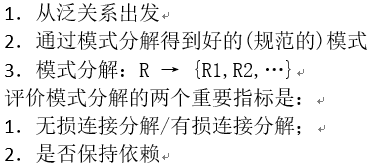 1. 从泛关系出发
2. 通过模式分解得到好的(规范的)模式
3. 模式分解：R → {R1,R2,…}
评价模式分解的两个重要指标是：
1. 无损连接分解/有损连接分解；
2. 是否保持依赖